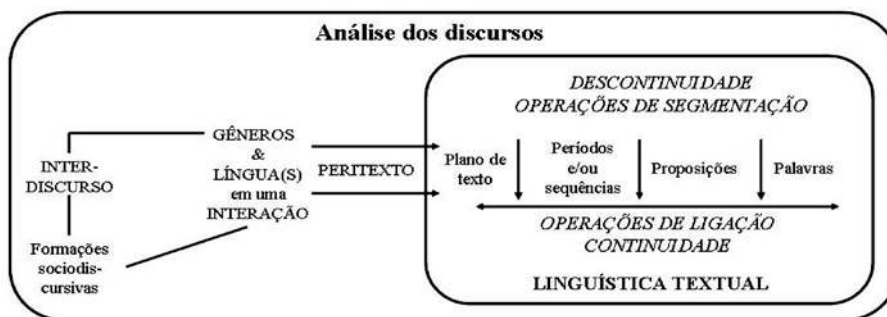 Análise dos discursos
DESCONTINUIDADE
OPERAÇÕES DE SEGMENTAÇÃO
INTER-
DISCURSO
Formações
sociodis-
cursivas
GÊNEROS
&
LÍNGUA(S)
em uma
INTERAÇÃO
PERITEXTO
Plano de
texto
Períodos
e/ou
sequências
Proposições
Palavras
OPERAÇÕES DE LIGAÇÃO
CONTINUIDADE
LINGUÍSTICA TEXTUAL